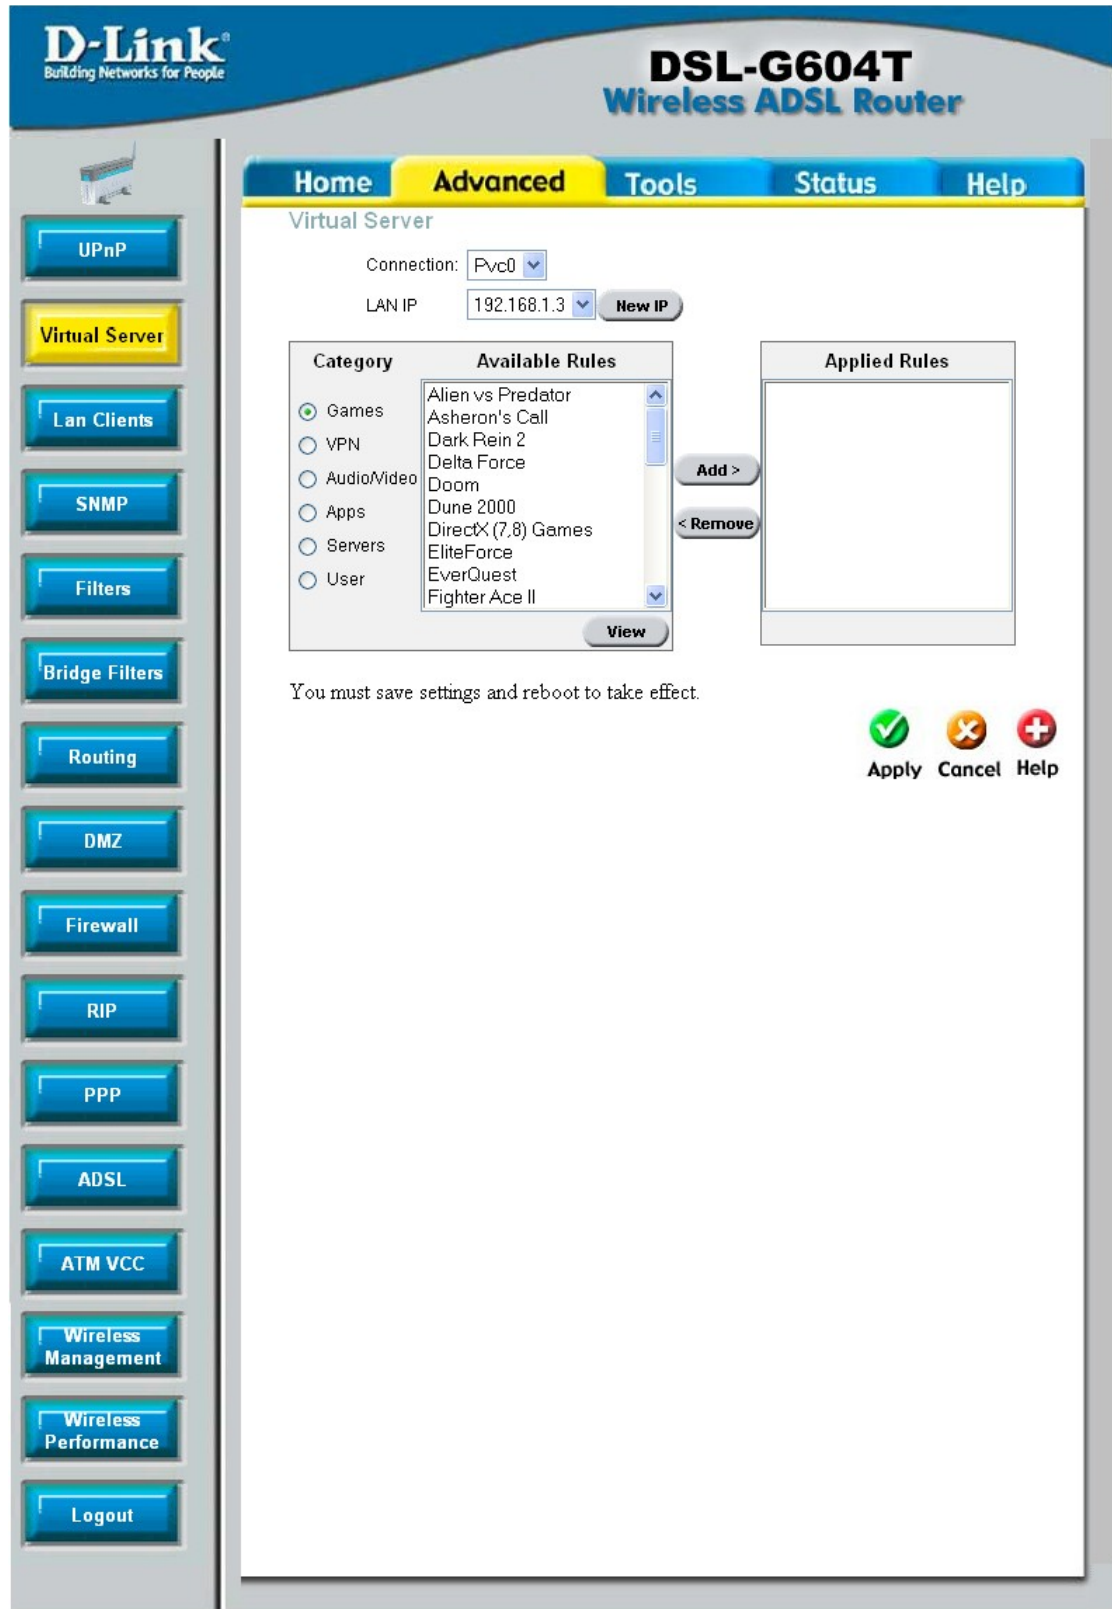 D-Link®
Building Networks for People
DSL-G604T
Wireless ADSL Router
Home
Advanced
Tools
Status
Help
UPnP
Virtual Server
Lan Clients
SNMP
Filters
Bridge Filters
Routing
DMZ
Firewall
RIP
PPP
ADSL
ATM VCC
Wireless
Management
Wireless
Performance
Logout
Virtual Server
Connection: Pvc0
LAN IP 192.168.1.3 New IP
Category
Games
VPN
Audio/Video
Apps
Servers
User
Available Rules
Alien vs Predator
Asheron's Call
Dark Rein 2
Delta Force
Doom
Dune 2000
DirectX (7,8) Games
EliteForce
EverQuest
Fighter Ace II
View
Add >
< Remove
Applied Rules
You must save settings and reboot to take effect.
Apply Cancel Help